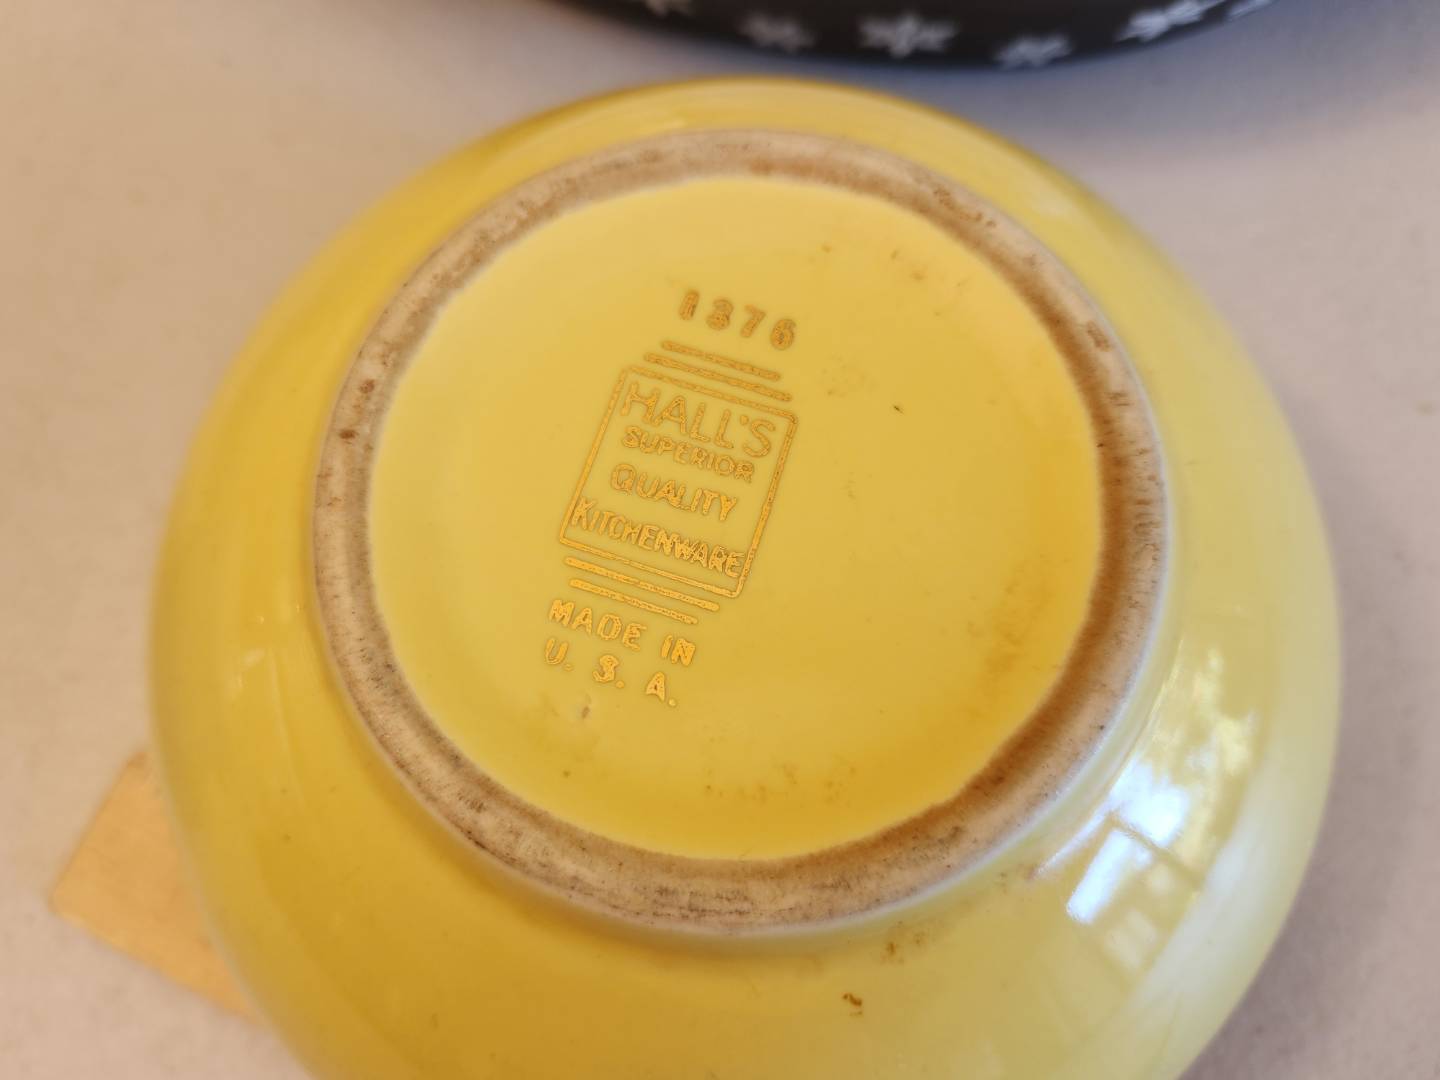 1376
HALL'S
SUPERIOR
QUALITY
KITCHENWARE
MADE IN
U. S. A.